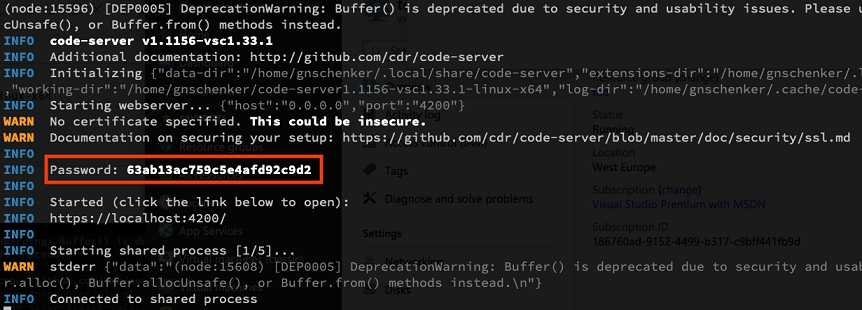 (node:15596) [DEP0005] DeprecationWarning: Buffer() is deprecated due to security and usability issues. Please u
cUnsafe(), or Buffer.from() methods instead.
INFO code-server v1.1156-vsc1.33.1
INFO Additional documentation: http://github.com/cdr/code-server
INFO Initializing {"data-dir":"/home/gnschenker/.local/share/code-server","extensions-dir":"/home/gnschenker/.l
,"working-dir":"/home/gnschenker/code-server1.1156-vsc1.33.1-linux-x64","log-dir":"/home/gnschenker/.cache/code-
INFO Starting webserver... {"host":"0.0.0.0","port":"4200"}
WARN No certificate specified. This could be insecure.
WARN Documentation on securing your setup: https://github.com/cdr/code-server/blob/master/doc/security/ssl.md
INFO
INFO Password: 63ab13ac759c5e4afd92c9d2
INFO
INFO Started (click the link below to open):
INFO https://localhost:4200/
INFO
INFO Starting shared process [1/5]...
WARN stderr {"data":"(node:15608) [DEP0005] DeprecationWarning: Buffer() is deprecated due to security and usab
r.alloc(), Buffer.allocUnsafe(), or Buffer.from() methods instead.\n"}
INFO Connected to shared process
Activity log
Tags
Diagnose and solve problems
Settings
Networking
Disks
Resource groups
App Services
Virtual machines
Status
Running
Location
West Europe
Subscription (change)
Visual Studio Premium with MSDN
Subscription ID
186760ad-9152-4499-b317-c9bff441fb9d